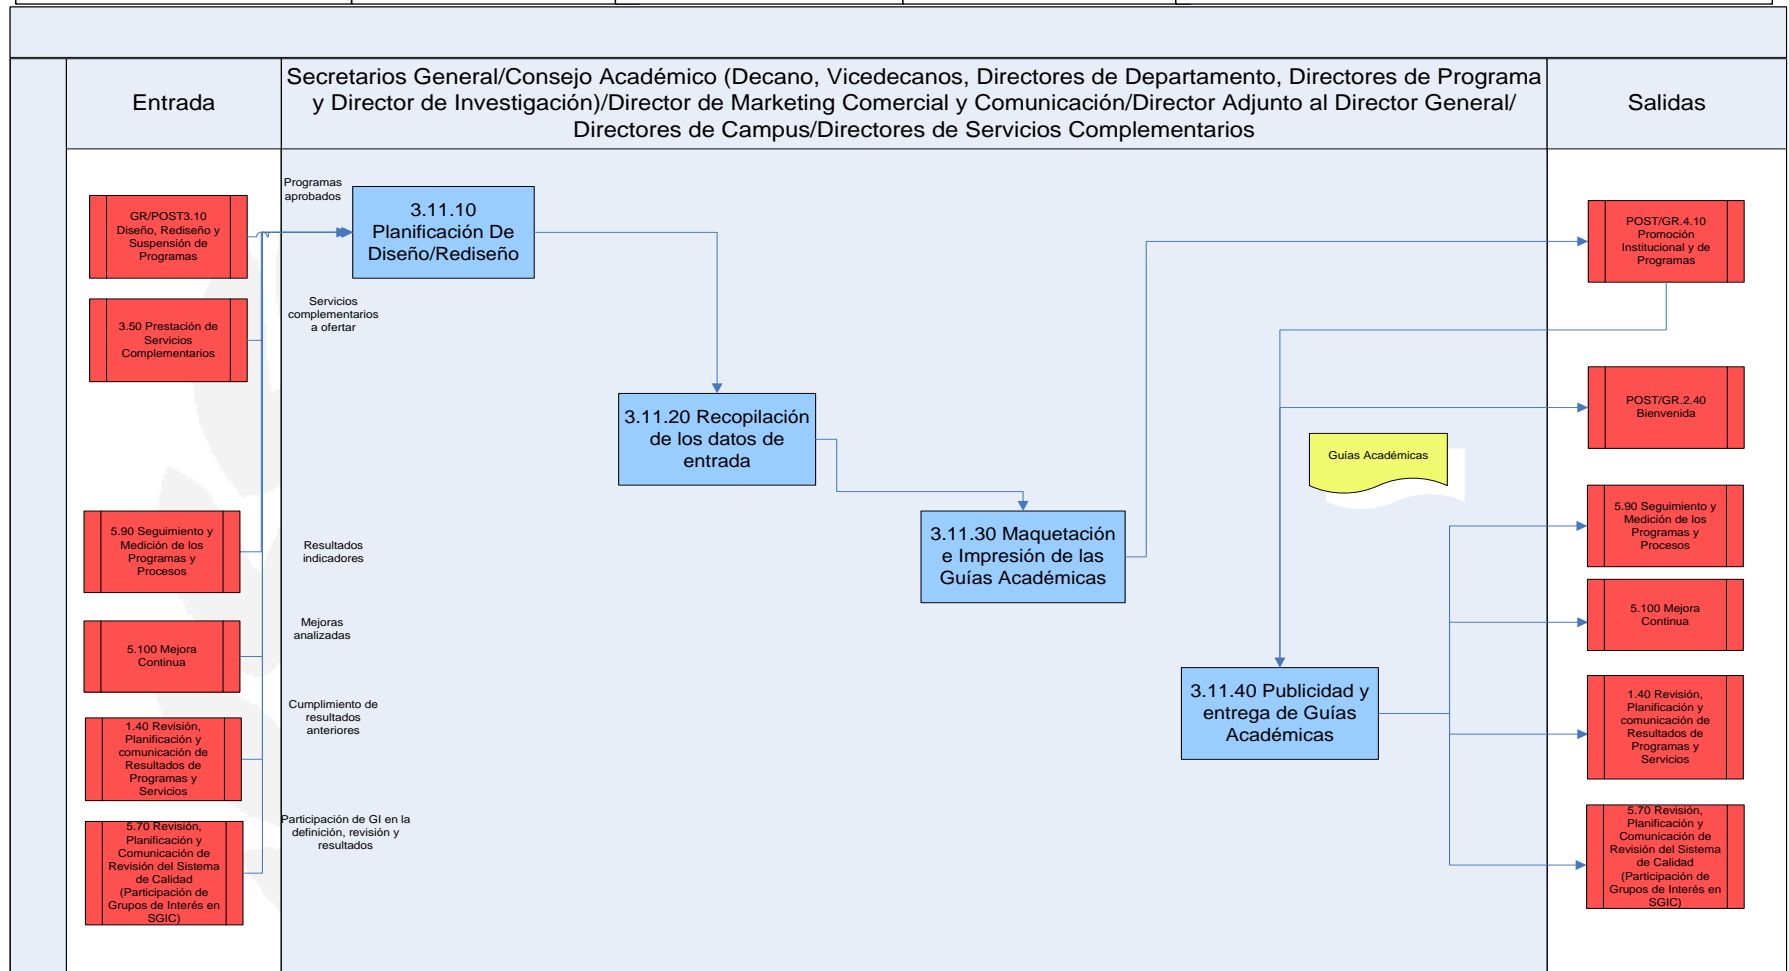 Entrada
Secretarios General/Consejo Académico (Decano, Vicedecanos, Directores de Departamento, Directores de Programa
y Director de Investigación)/Director de Marketing Comercial y Comunicación/Director Adjunto al Director General/
Directores de Campus/Directores de Servicios Complementarios
Salidas
GR/POST3.10
Diseño, Rediseño y
Suspensión de
Programas
3.50 Prestación de
Servicios
Complementarios
5.90 Seguimiento y
Medición de los
Programas y
Procesos
5.100 Mejora
Continua
1.40 Revisión,
Planificación y
comunicación de
Resultados de
Programas y
Servicios
5.70 Revisión,
Planificación y
Comunicación de
Revisión del Sistema
de Calidad
(Participación de
Grupos de Interés en
SGIC)
Programas
aprobados
Servicios
complementarios
a ofertar
Resultados
indicadores
Mejoras
analizadas
Cumplimiento de
resultados
anteriores
Participación de GI en la
definición, revisión y
resultados
3.11.10
Planificación De
Diseño/Rediseño
3.11.20 Recopilación
de los datos de
entrada
3.11.30 Maquetación
e Impresión de las
Guías Académicas
3.11.40 Publicidad y
entrega de Guías
Académicas
Guías Académicas
POST/GR.4.10
Promoción
Institucional y de
Programas
POST/GR.2.40
Bienvenida
5.90 Seguimiento y
Medición de los
Programas y
Procesos
5.100 Mejora
Continua
1.40 Revisión,
Planificación y
comunicación de
Resultados de
Programas y
Servicios
5.70 Revisión,
Planificación y
Comunicación de
Revisión del Sistema
de Calidad
(Participación de
Grupos de Interés en
SGIC)